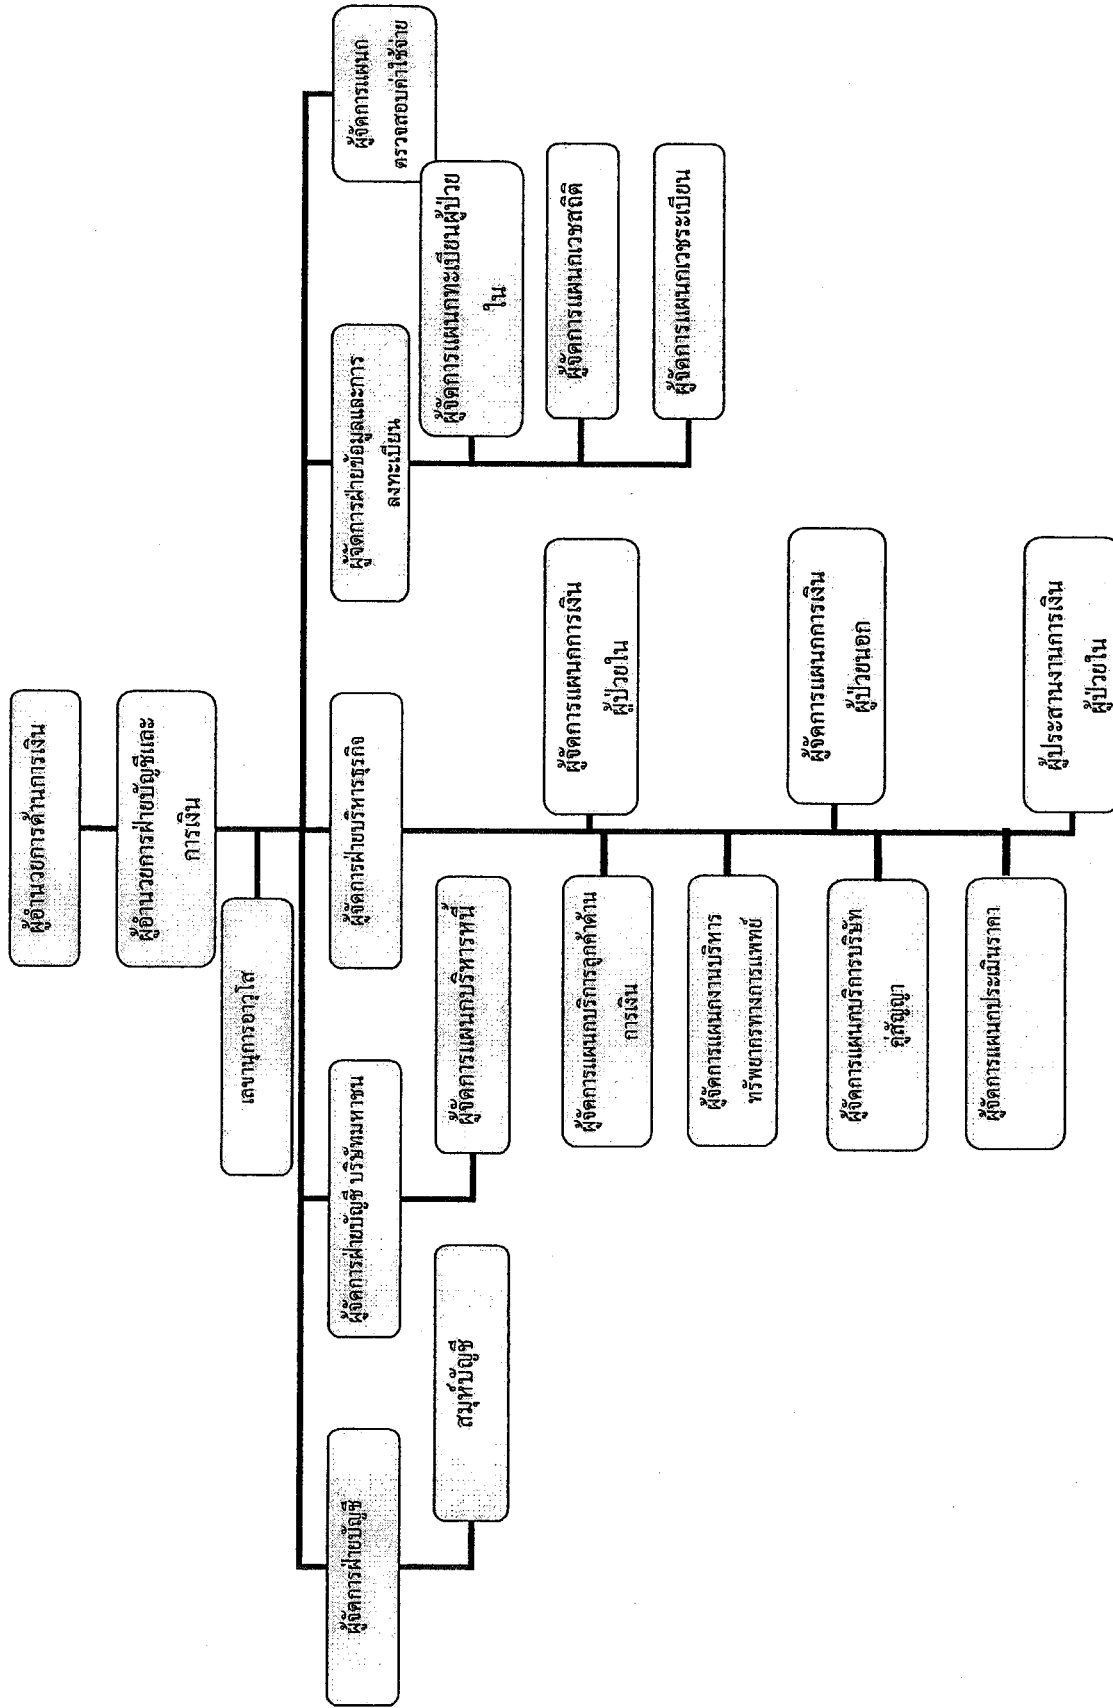 ผู้อำนวยการด้านการเงิน
ผู้อำนวยการฝ่ายบัญชีและ
การเงิน
เลขานุการอาวุโส
ผู้จัดการฝ่ายบัญชี
ผู้จัดการฝ่ายบัญชี บริษัทมหาชน
ผู้จัดการฝ่ายบริหารธุรกิจ
ผู้จัดการฝ่ายข้อมูลและการ
ลงทะเบียน
ผู้จัดการแผนก
ตรวจสอบค่าใช้จ่าย
สมุห์บัญชี
ผู้จัดการแผนกบริหารหนี้
ผู้จัดการแผนกบริการลูกค้าด้าน
การเงิน
ผู้จัดการแผนกงานบริหาร
ทรัพยากรทางการแพทย์
ผู้จัดการแผนกบริการบริษัท
คู่สัญญา
ผู้จัดการแผนกประเมินราคา
ผู้จัดการแผนกการเงิน
ผู้ป่วยใน
ผู้จัดการแผนกการเงิน
ผู้ป่วยนอก
ผู้ประสานงานการเงิน
ผู้ป่วยใน
ผู้จัดการแผนกทะเบียนผู้ป่วย
ใน
ผู้จัดการแผนกเวชสถิติ
ผู้จัดการแผนกเวชระเบียน